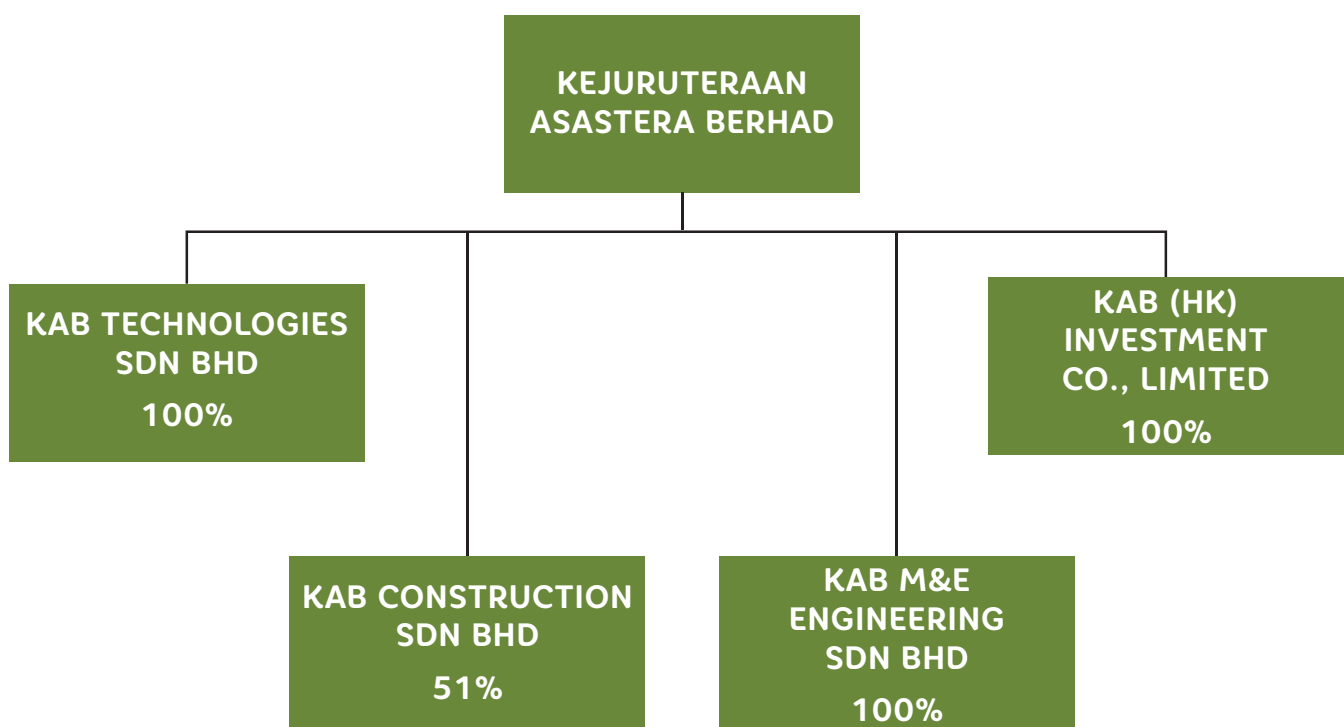 KEJURUTERAAN
ASASTERA BERHAD
KAB TECHNOLOGIES
SDN BHD
100%
KAB (HK)
INVESTMENT
CO., LIMITED
100%
KAB CONSTRUCTION
SDN BHD
51%
KAB M&E
ENGINEERING
SDN BHD
100%